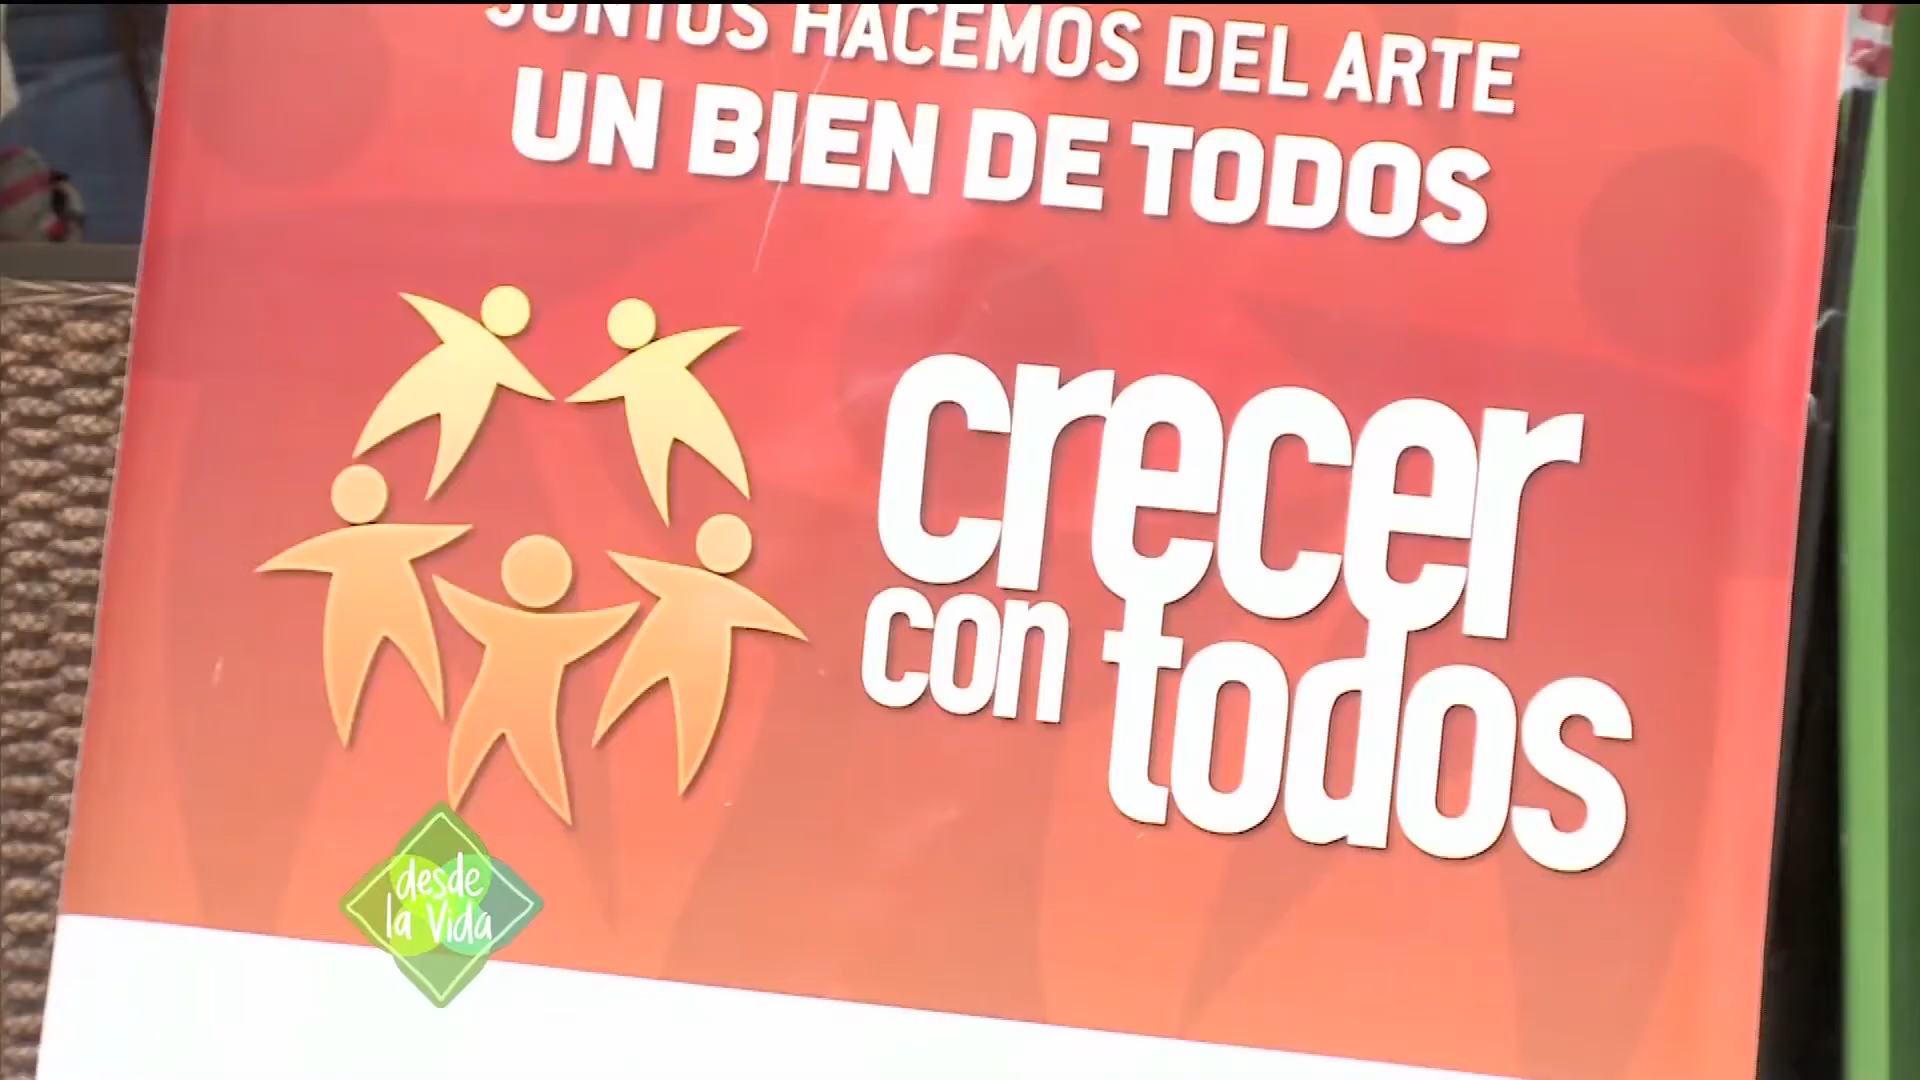 JUNTOS HACEMOS DEL ARTE
UN BIEN DE TODOS
crecer
con todos
desde
la Vida